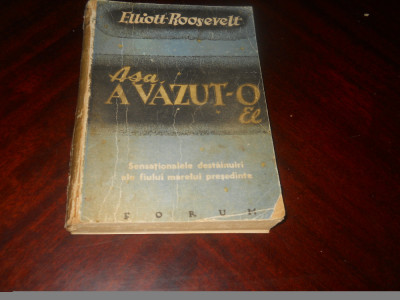 Elliott Roosevelt
Așa
A VĂZUT-O
El
Senzaționalele destăinuiri
ale fiului marelui președinte
FORUM